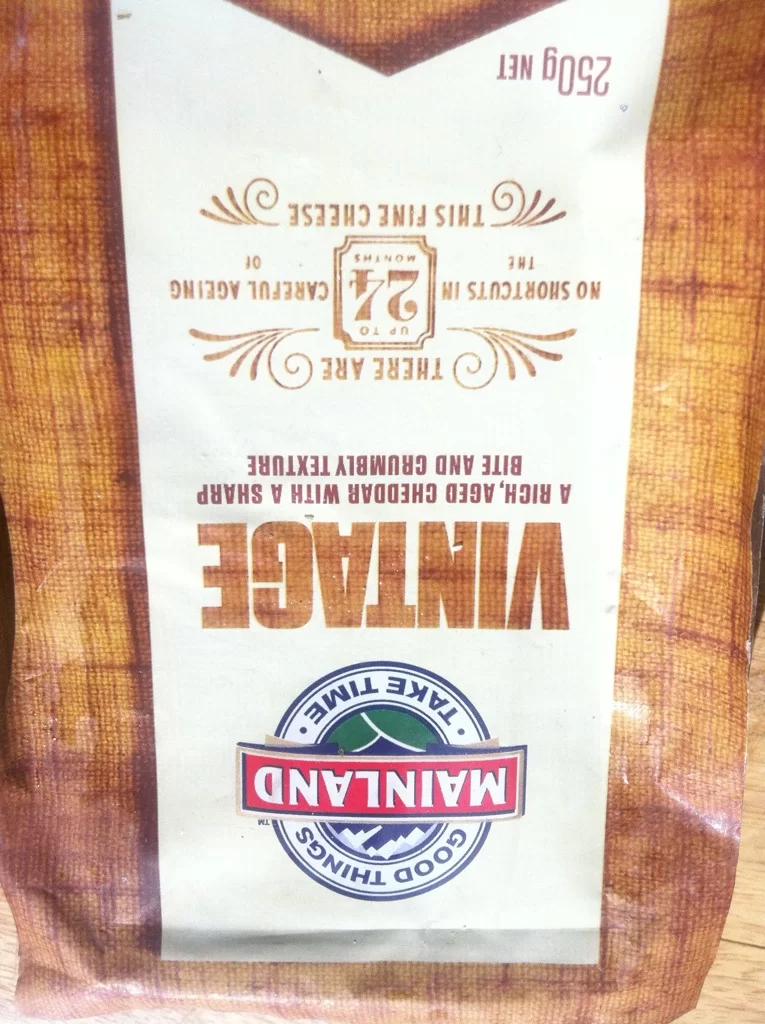 GOOD THINGS
MAINLAND™
• TAKE TIME •
VINTAGE
A RICH, AGED CHEDDAR WITH A SHARP
BITE AND CRUMBLY TEXTURE
THERE ARE
NO SHORTCUTS IN UP TO 24 MONTHS CAREFUL AGEING
THE OF
THIS FINE CHEESE
250g NET